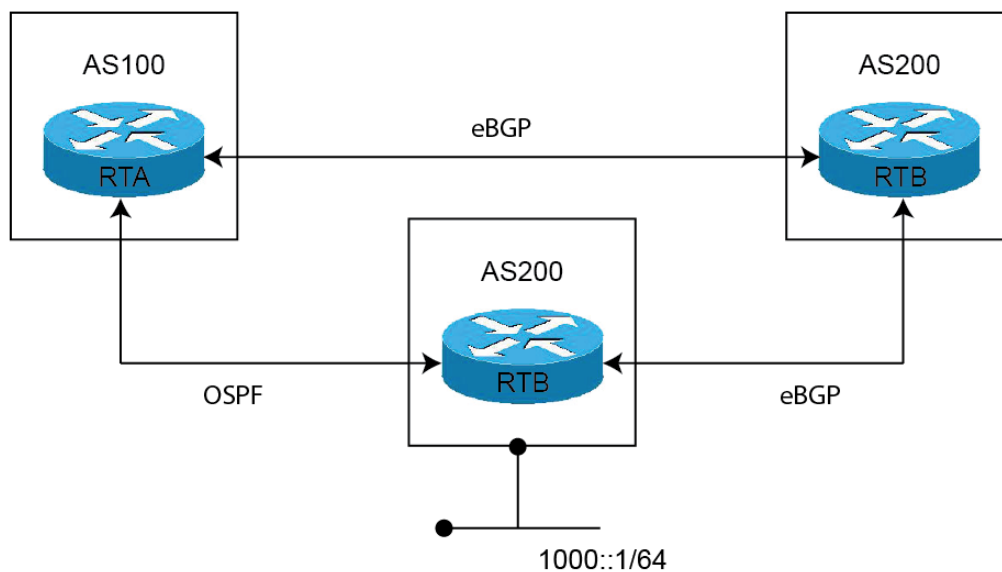 AS100
AS200
eBGP
RTA
RTB
AS200
RTB
OSPF
eBGP
1000::1/64